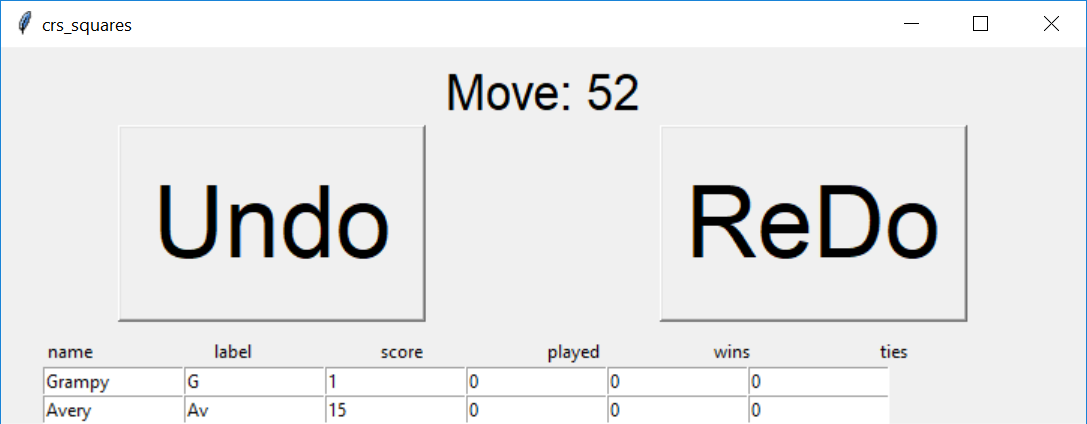 crs_squares
Move: 52
Undo ReDo
name label score played wins ties
Grampy G 1 0 0 0
Avery Av 15 0 0 0